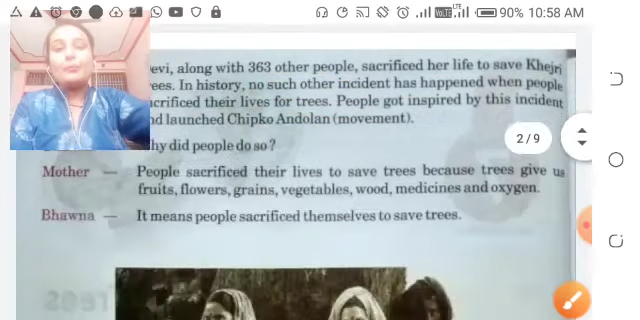 90% 10:58 AM
evi, along with 363 other people, sacrificed her life to save Khejri
ees. In history, no such other incident has happened when people
acrificed their lives for trees. People got inspired by this incident
nd launched Chipko Andolan (movement).
hy did people do so?
2/9
Mother — People sacrificed their lives to save trees because trees give us
fruits, flowers, grains, vegetables, wood, medicines and oxygen.
Bhawna — It means people sacrificed themselves to save trees.